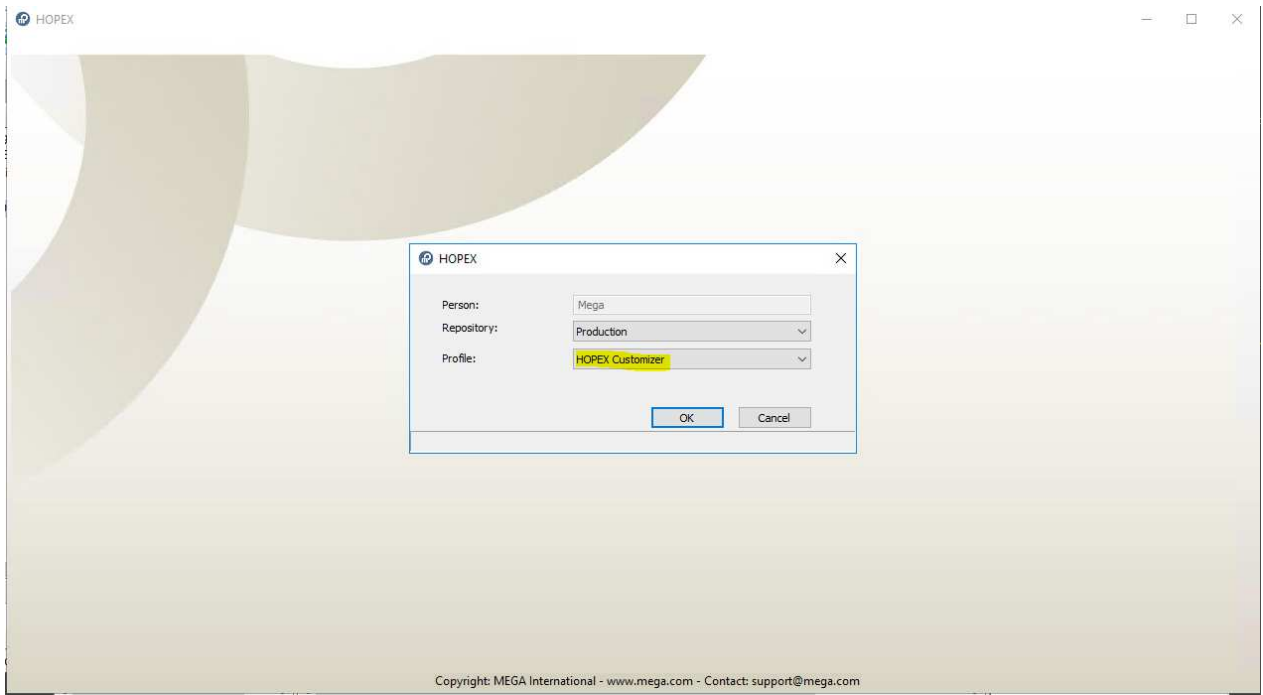 HOPEX
HOPEX
Person: Mega
Repository: Production
Profile: HOPEX Customizer
OK Cancel
Copyright: MEGA International - www.mega.com - Contact: support@mega.com